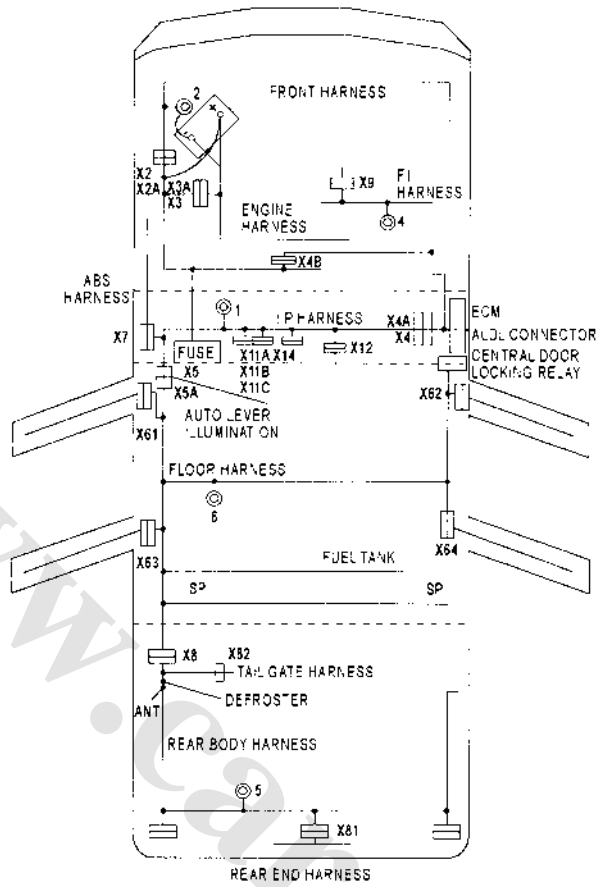 2
FRONT HARNESS
X2
X2A
X3A
X3
X9
FI
HARNESS
4
ENGINE
HARNESS
X4B
ABS
HARNESS
X7
1
I.P HARNESS
X4A
X4
ECM
ALDL CONNECTOR
CENTRAL DOOR
LOCKING RELAY
FUSE
X5
X5A
X11A
X11B
X11C
X14
X12
X61
AUTO LEVER
ILLUMINATION
X62
FLOOR HARNESS
6
X63
X64
FUEL TANK
SP
SP
X8
X82
TAIL GATE HARNESS
DEFROSTER
ANT
REAR BODY HARNESS
5
X81
REAR END HARNESS
w.car